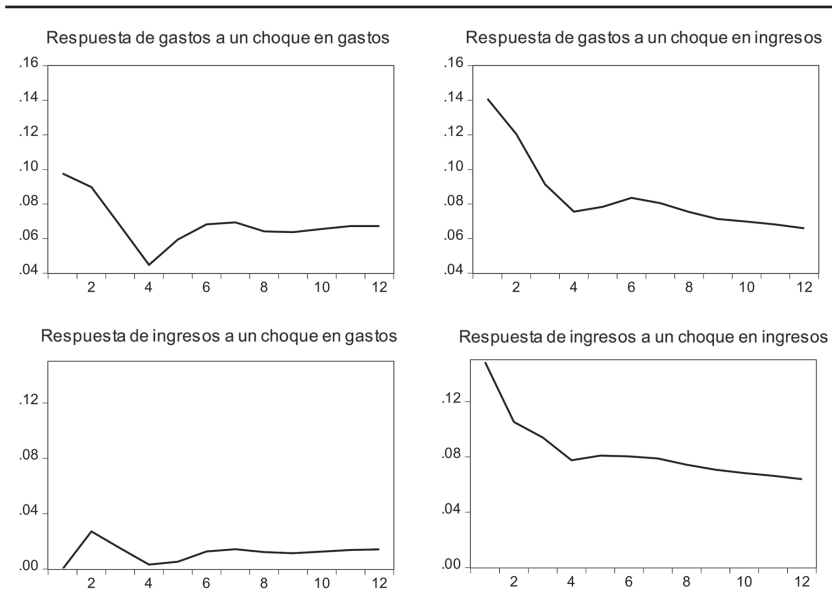 Respuesta de gastos a un choque en gastos
.16
.14
.12
.10
.08
.06
.04
2 4 6 8 10 12
Respuesta de gastos a un choque en ingresos
.16
.14
.12
.10
.08
.06
.04
2 4 6 8 10 12
Respuesta de ingresos a un choque en gastos
.12
.08
.04
.00
2 4 6 8 10 12
Respuesta de ingresos a un choque en ingresos
.12
.08
.04
.00
2 4 6 8 10 12